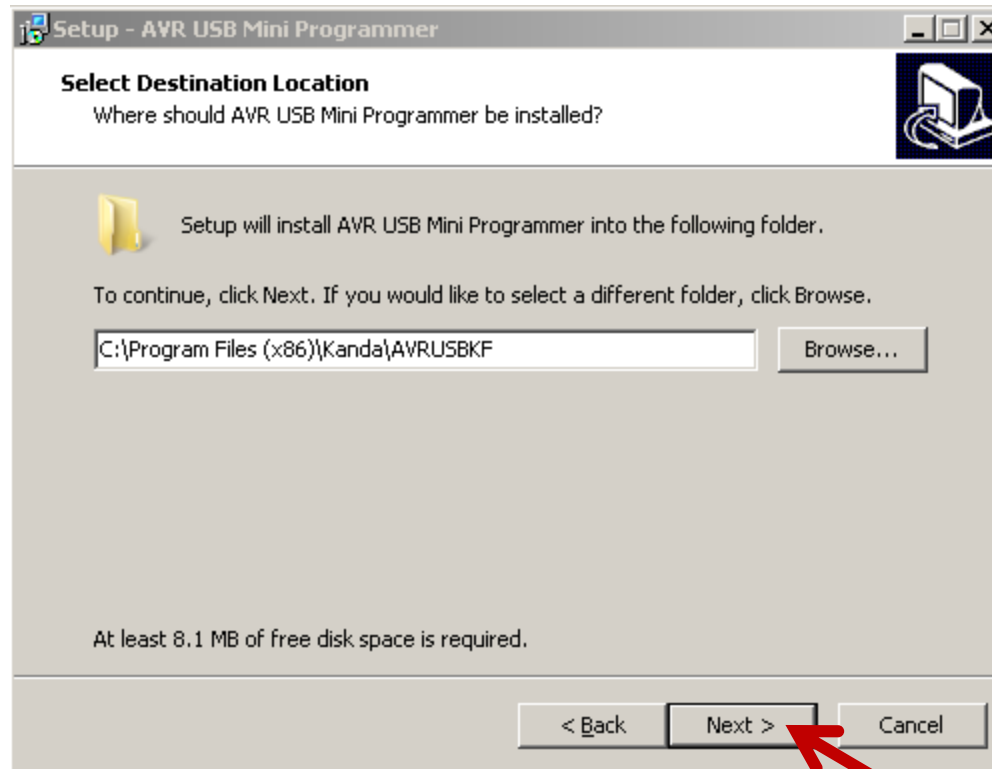 Setup - AVR USB Mini Programmer
Select Destination Location
Where should AVR USB Mini Programmer be installed?
Setup will install AVR USB Mini Programmer into the following folder.
To continue, click Next. If you would like to select a different folder, click Browse.
C:\Program Files (x86)\Kanda\AVRUSBKF
Browse...
At least 8.1 MB of free disk space is required.
< Back Next > Cancel